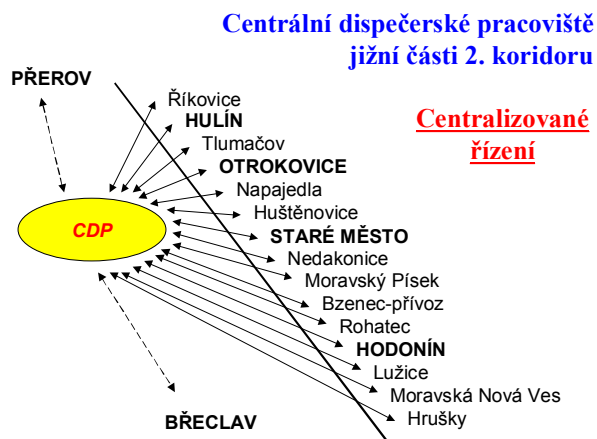 Centrální dispečerské pracoviště
jižní části 2. koridoru
PŘEROV
Centralizované
řízení
Říkovice
HULÍN
Tlumačov
OTROKOVICE
Napajedla
Huštěnovice
CDP
STARÉ MĚSTO
Nedakonice
Moravský Písek
Bzenec-přívoz
Rohatec
HODONÍN
Lužice
Moravská Nová Ves
Hrušky
BŘECLAV